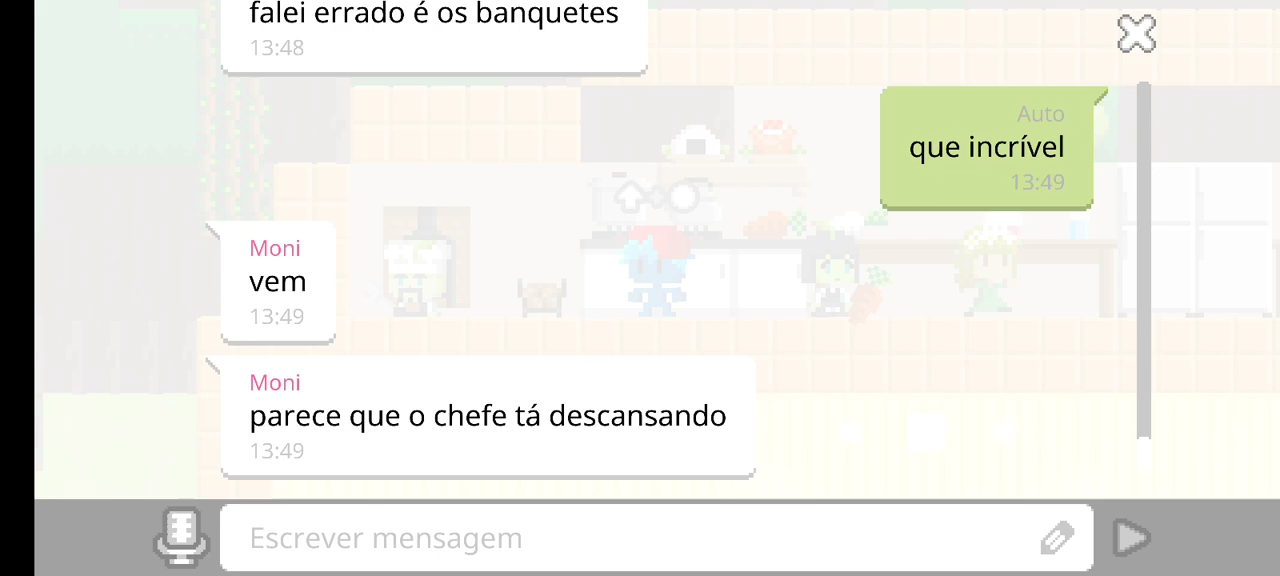 falei errado é os banquetes
13:48
Auto
que incrível
13:49
Moni
vem
13:49
Moni
parece que o chefe tá descansando
13:49
Escrever mensagem